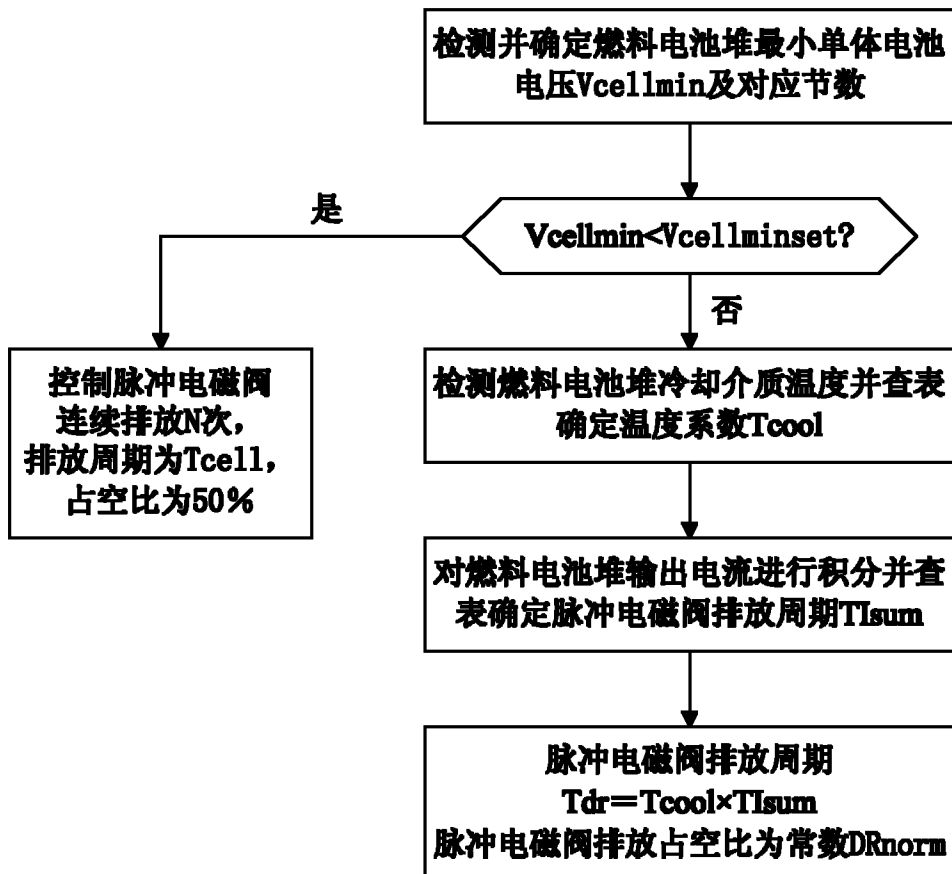 检测并确定燃料电池堆最小单体电池
电压Vcellmin及对应节数
是
Vcellmin<Vcellminset?
否
控制脉冲电磁阀
连续排放N次，
排放周期为Tcell，
占空比为50%
检测燃料电池堆冷却介质温度并查表
确定温度系数Tcool
对燃料电池堆输出电流进行积分并查
表确定脉冲电磁阀排放周期TIsum
脉冲电磁阀排放周期
Tdr＝Tcool×TIsum
脉冲电磁阀排放占空比为常数DRnorm